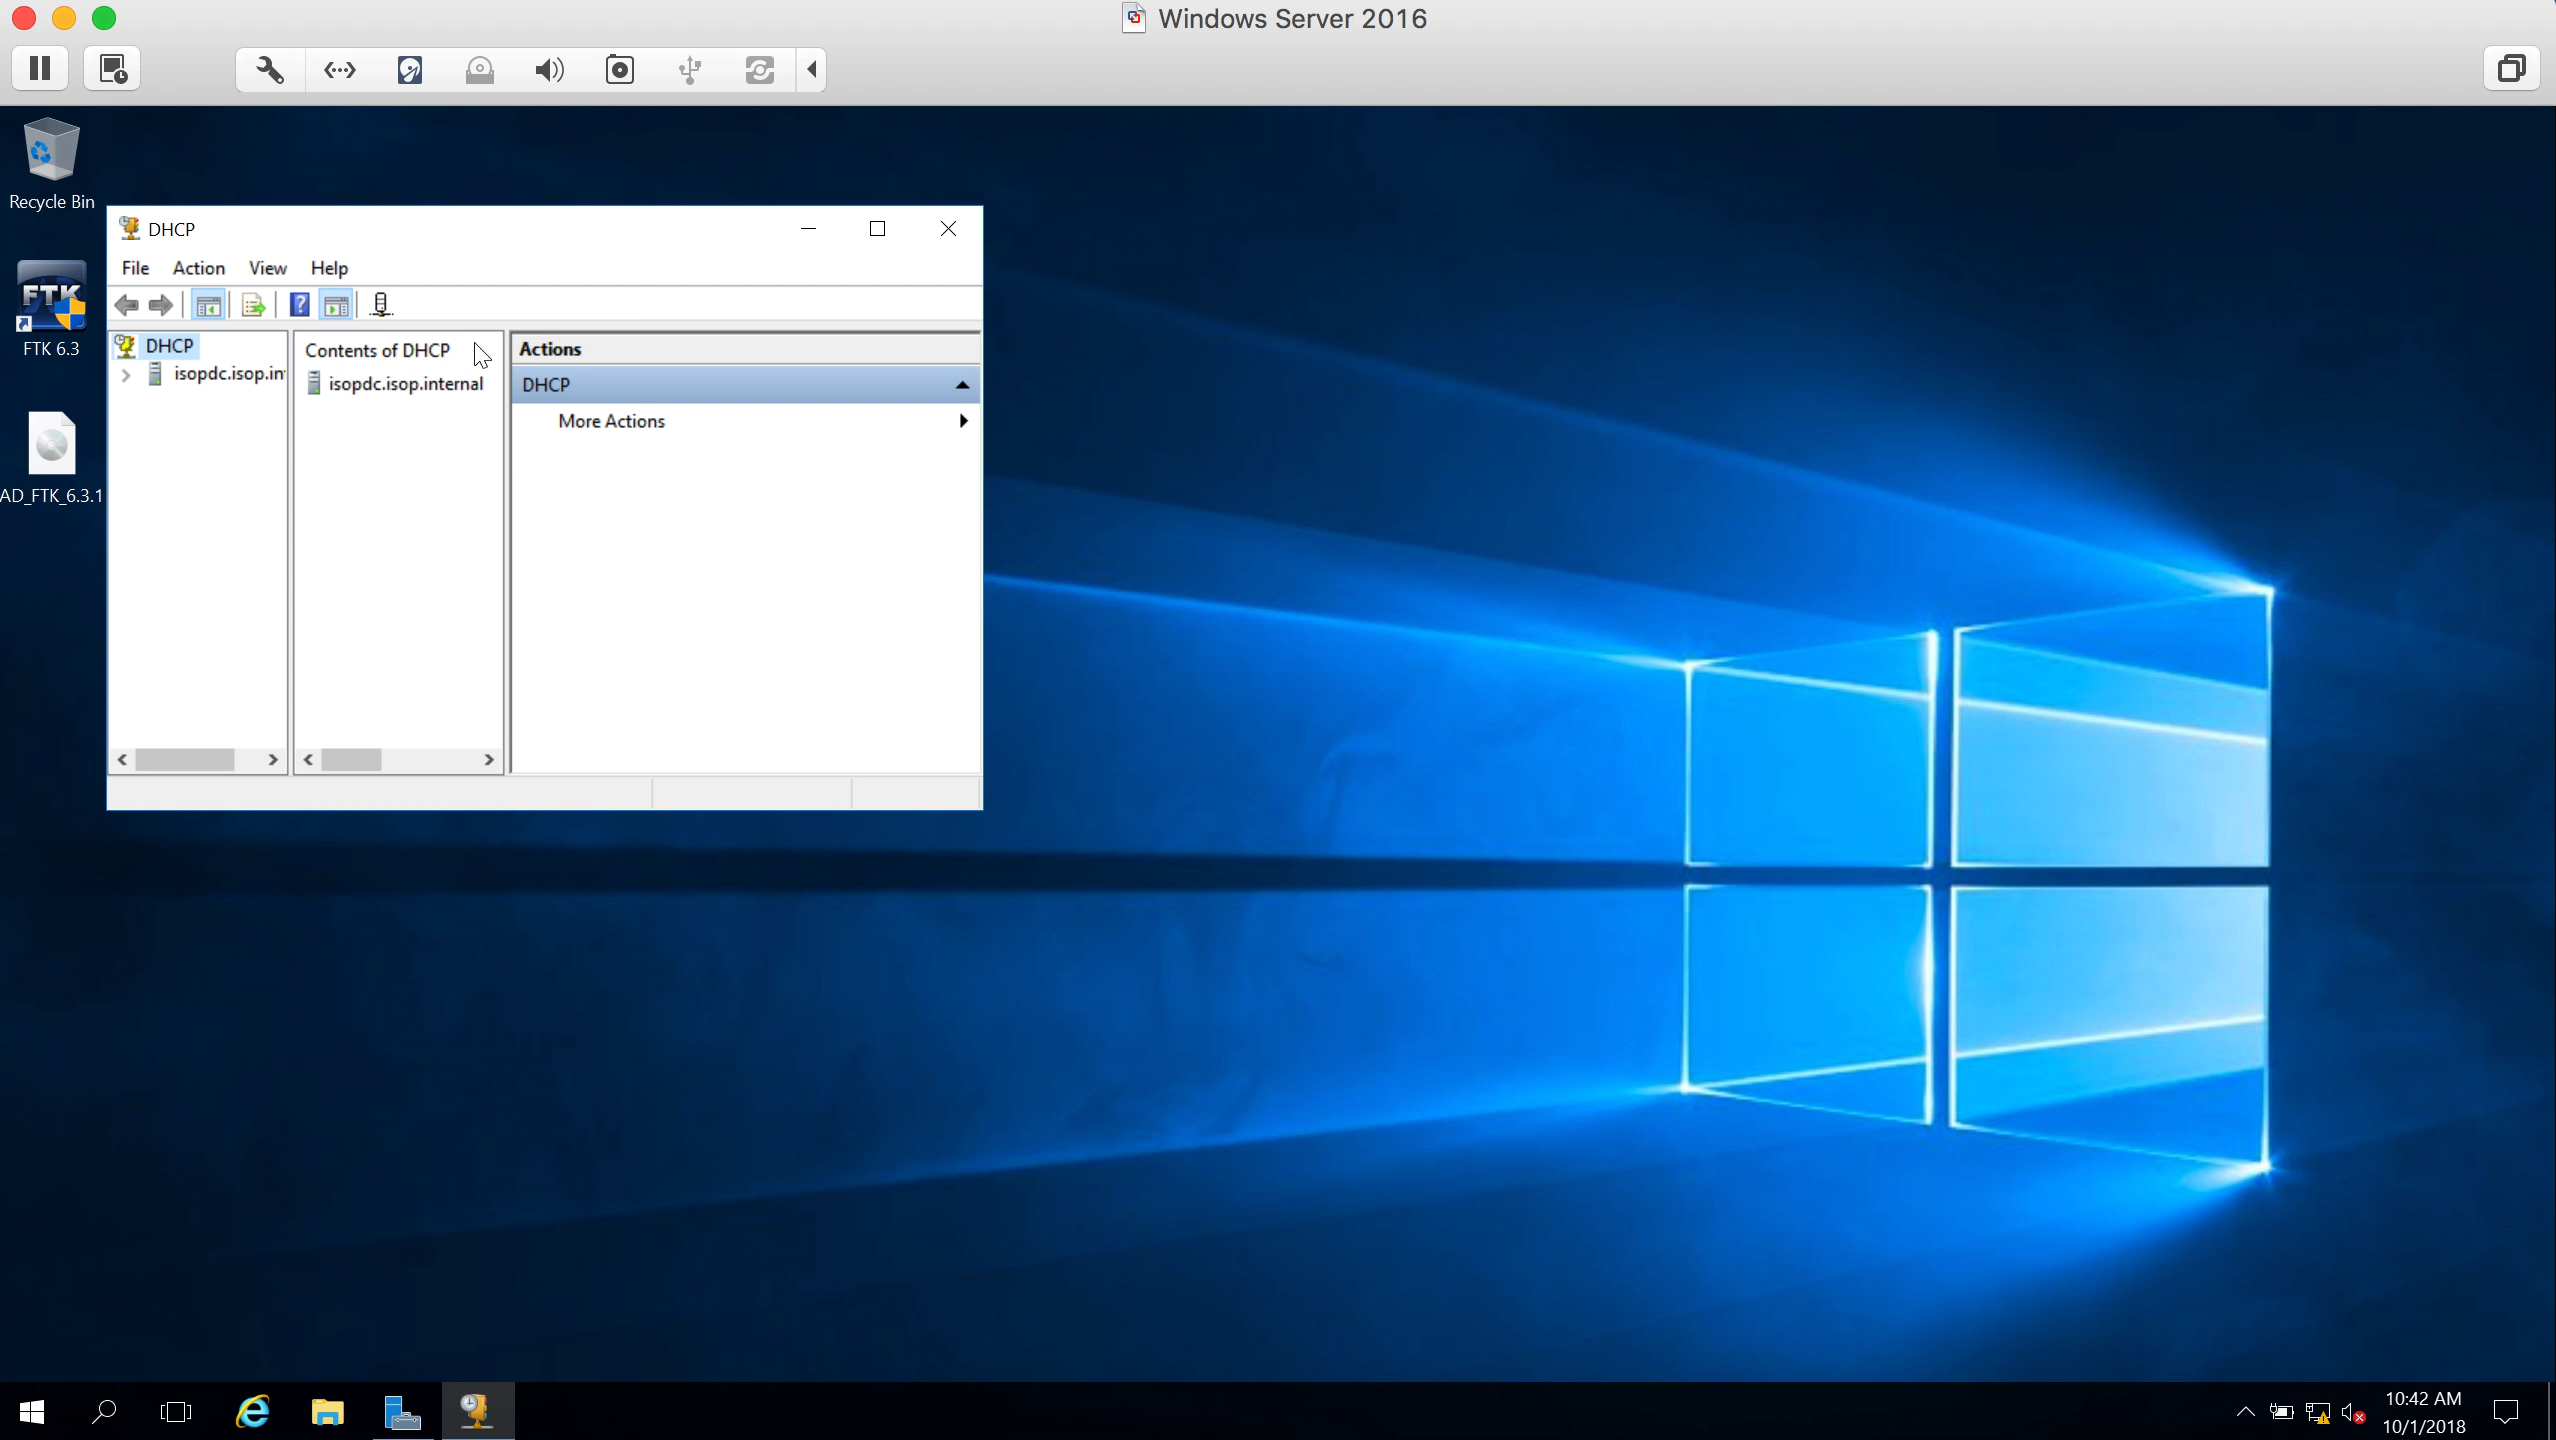 Windows Server 2016
Recycle Bin
FTK
FTK 6.3
AD_FTK_6.3.1
DHCP
File Action View Help
DHCP
isopdc.isop.in
Contents of DHCP
isopdc.isop.internal
Actions
DHCP
More Actions
10:42 AM
10/1/2018